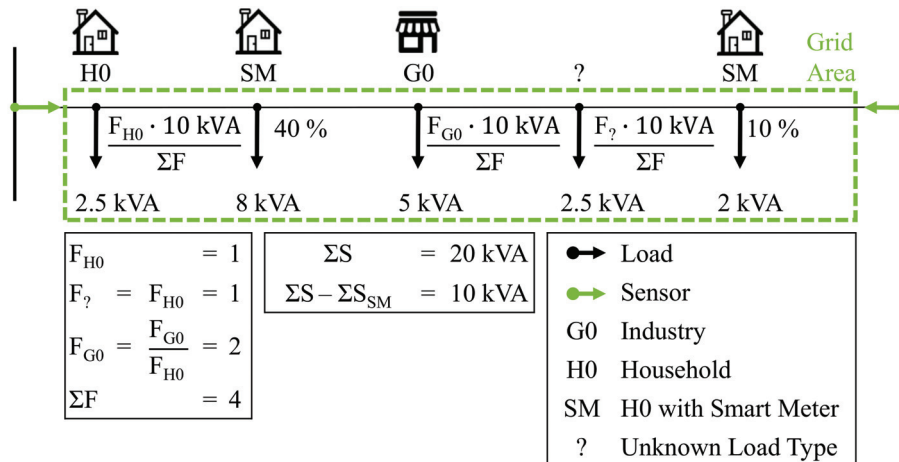 H0 SM G0 ? SM
Grid
Area
F_H0 · 10 kVA / ΣF 40 % F_G0 · 10 kVA / ΣF F_? · 10 kVA / ΣF 10 %
2.5 kVA 8 kVA 5 kVA 2.5 kVA 2 kVA
F_H0 = 1
F_? = F_H0 = 1
F_G0 = F_G0 / F_H0 = 2
ΣF = 4
ΣS = 20 kVA
ΣS – ΣS_SM = 10 kVA
Load
Sensor
G0 Industry
H0 Household
SM H0 with Smart Meter
? Unknown Load Type